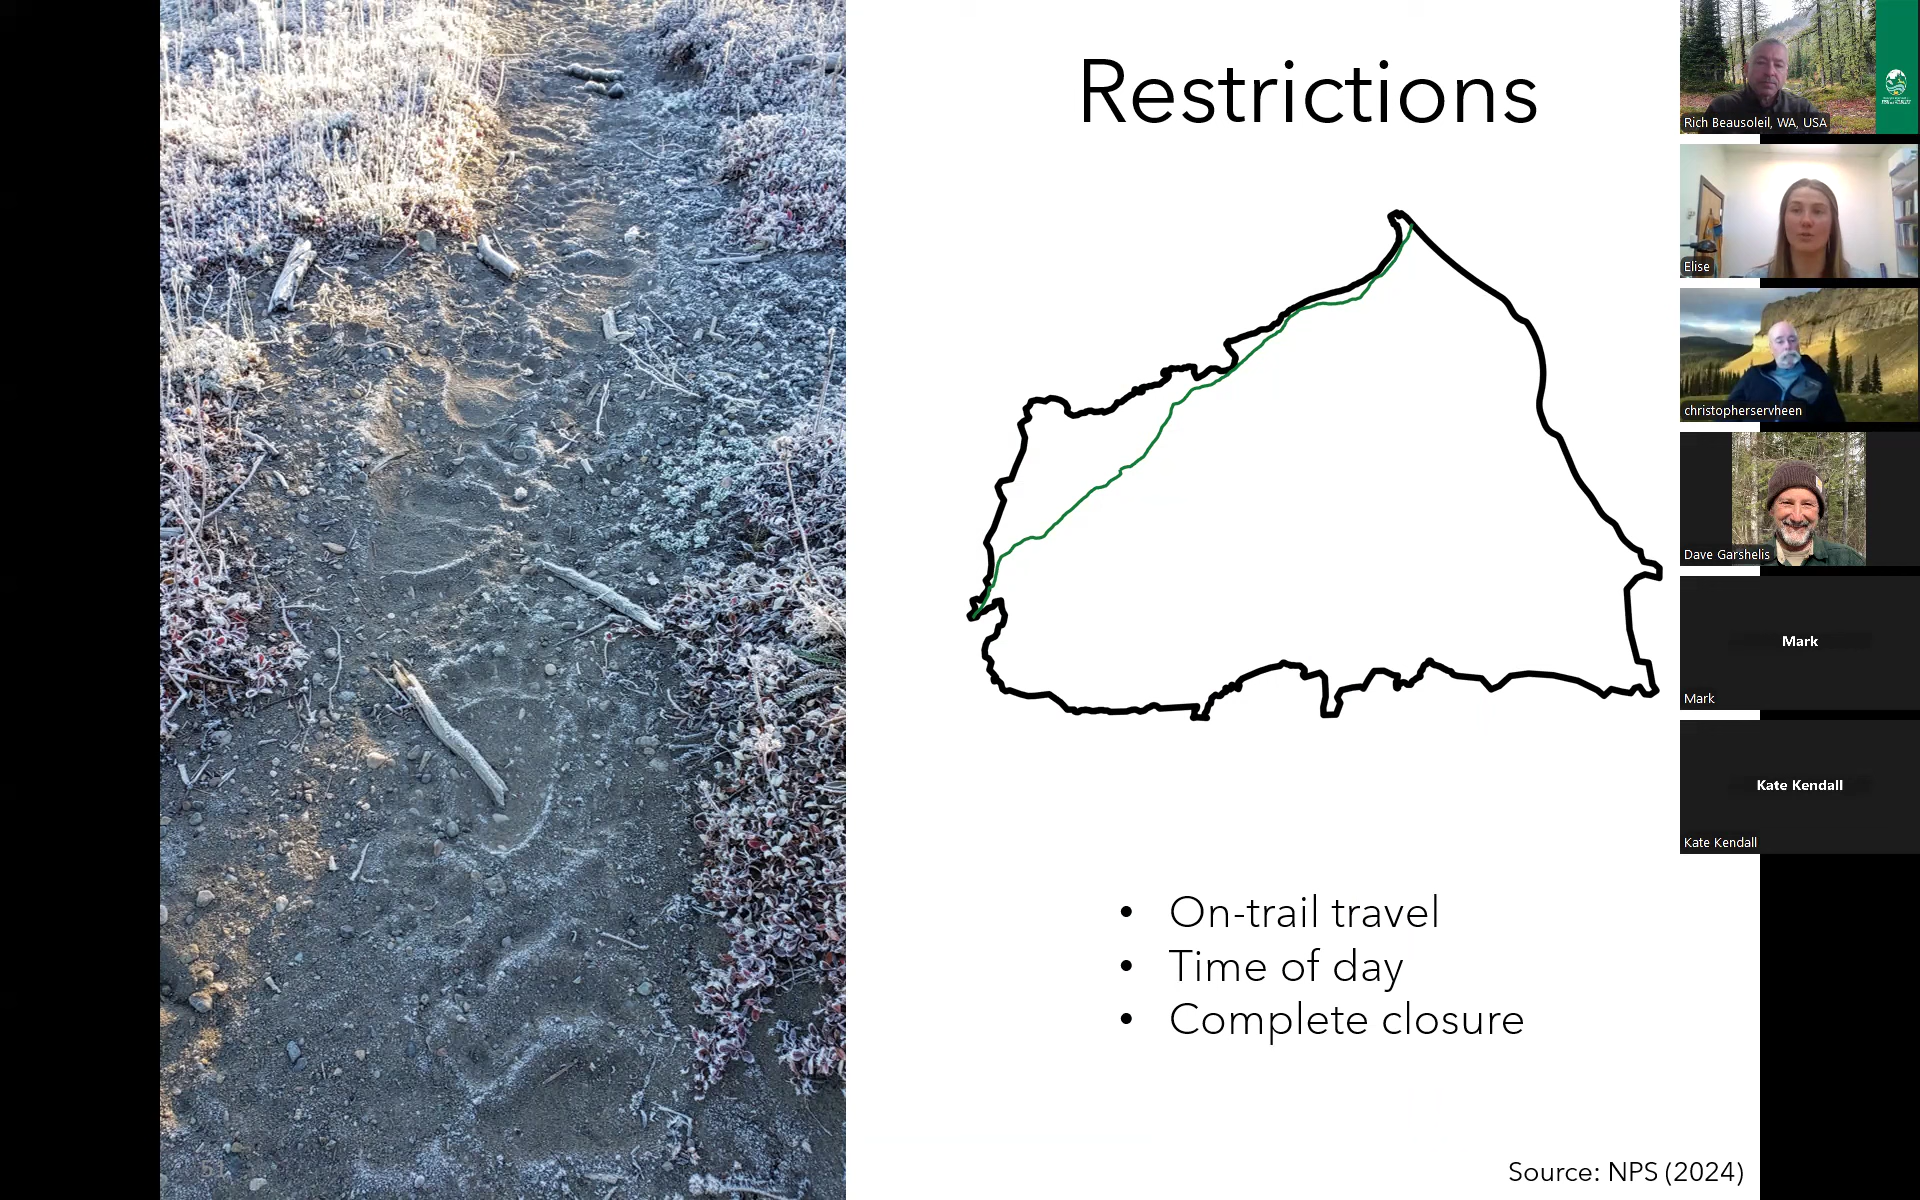 Restrictions
• On-trail travel
• Time of day
• Complete closure
Source: NPS (2024)
51
Rich Beausoleil, WA, USA
Elise
christopherservheen
Dave Garshelis
Mark
Mark
Kate Kendall
Kate Kendall